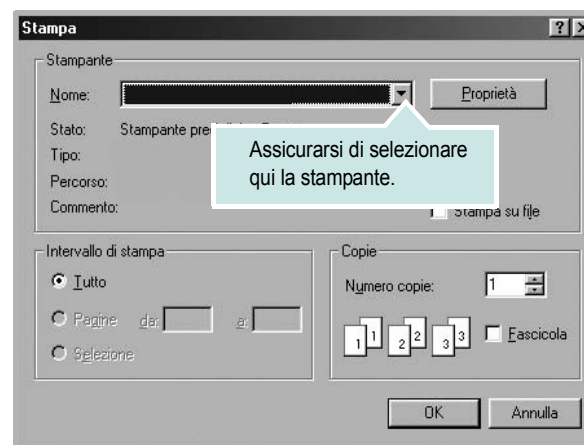 Stampa
Stampante
Nome:
Proprietà
Stato: Stampante
Tipo:
Percorso:
Commento:
Assicurarsi di selezionare
qui la stampante.
Stampa su file
Intervallo di stampa
Tutto
Pagine da: a:
Selezione
Copie
Numero copie: 1
1 1 2 2 3 3
Fascicola
OK
Annulla